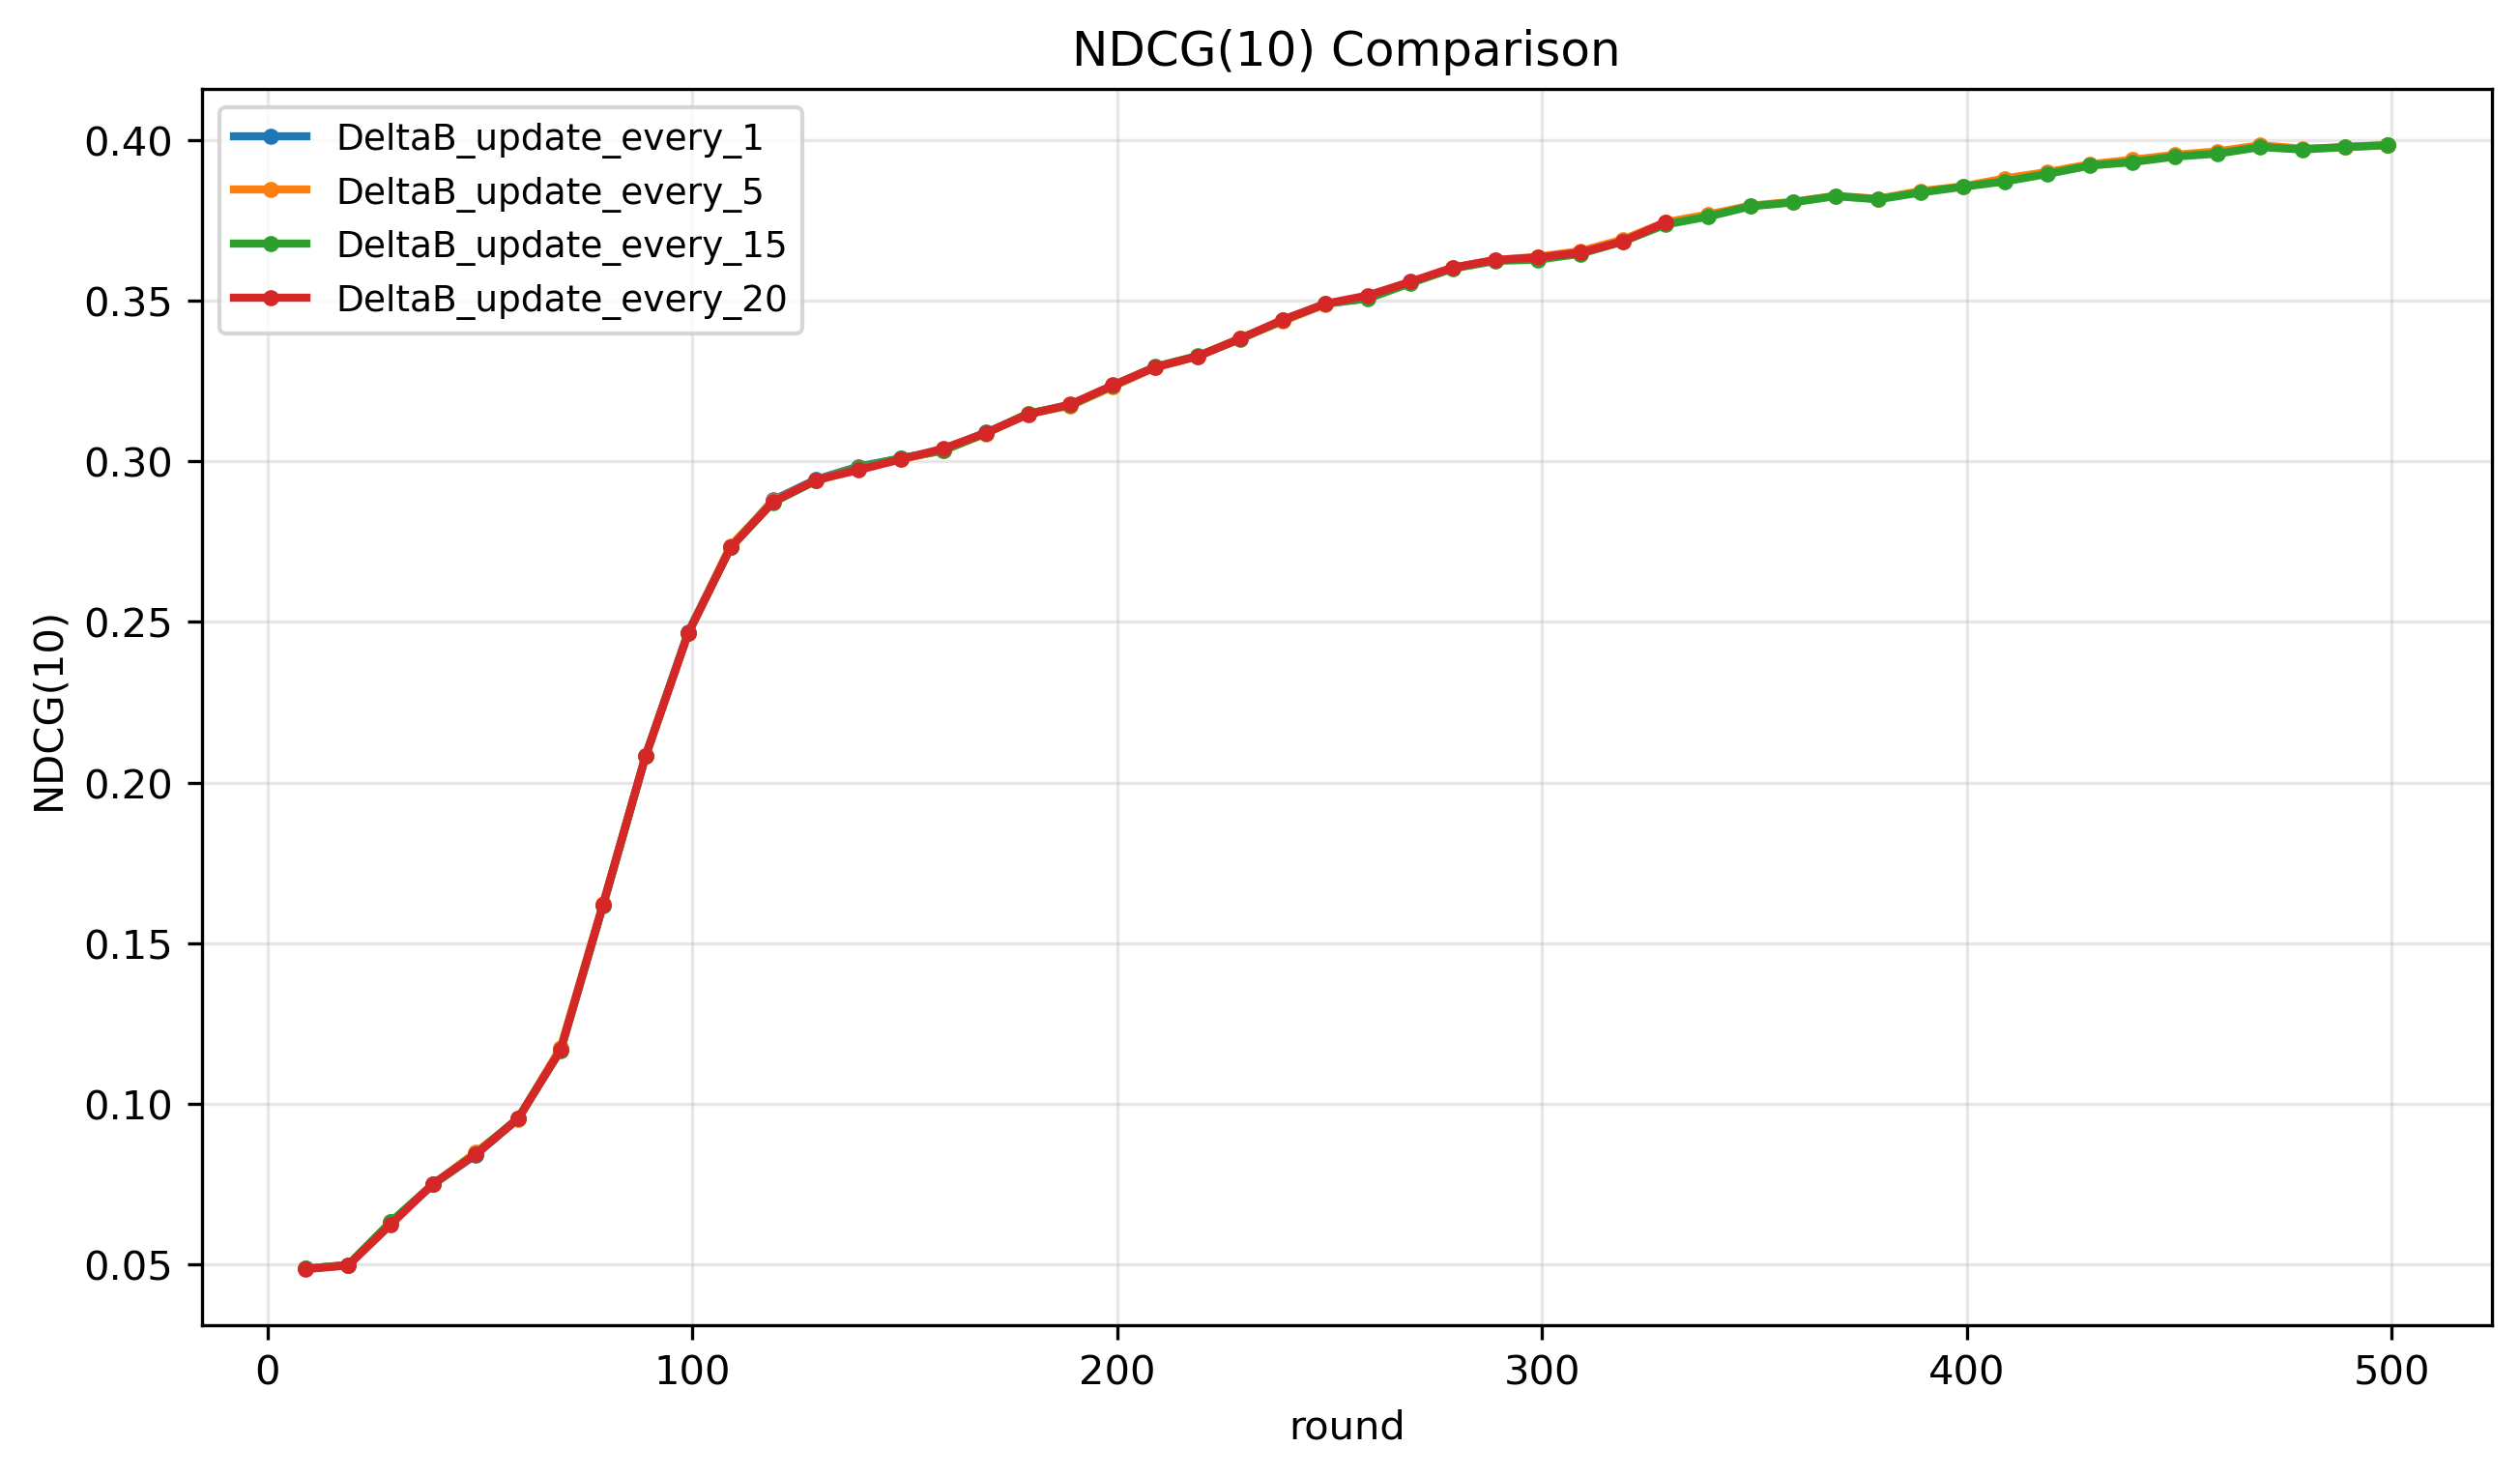 NDCG(10) Comparison
DeltaB_update_every_1
DeltaB_update_every_5
DeltaB_update_every_15
DeltaB_update_every_20
NDCG(10)
0.40
0.35
0.30
0.25
0.20
0.15
0.10
0.05
0 100 200 300 400 500
round